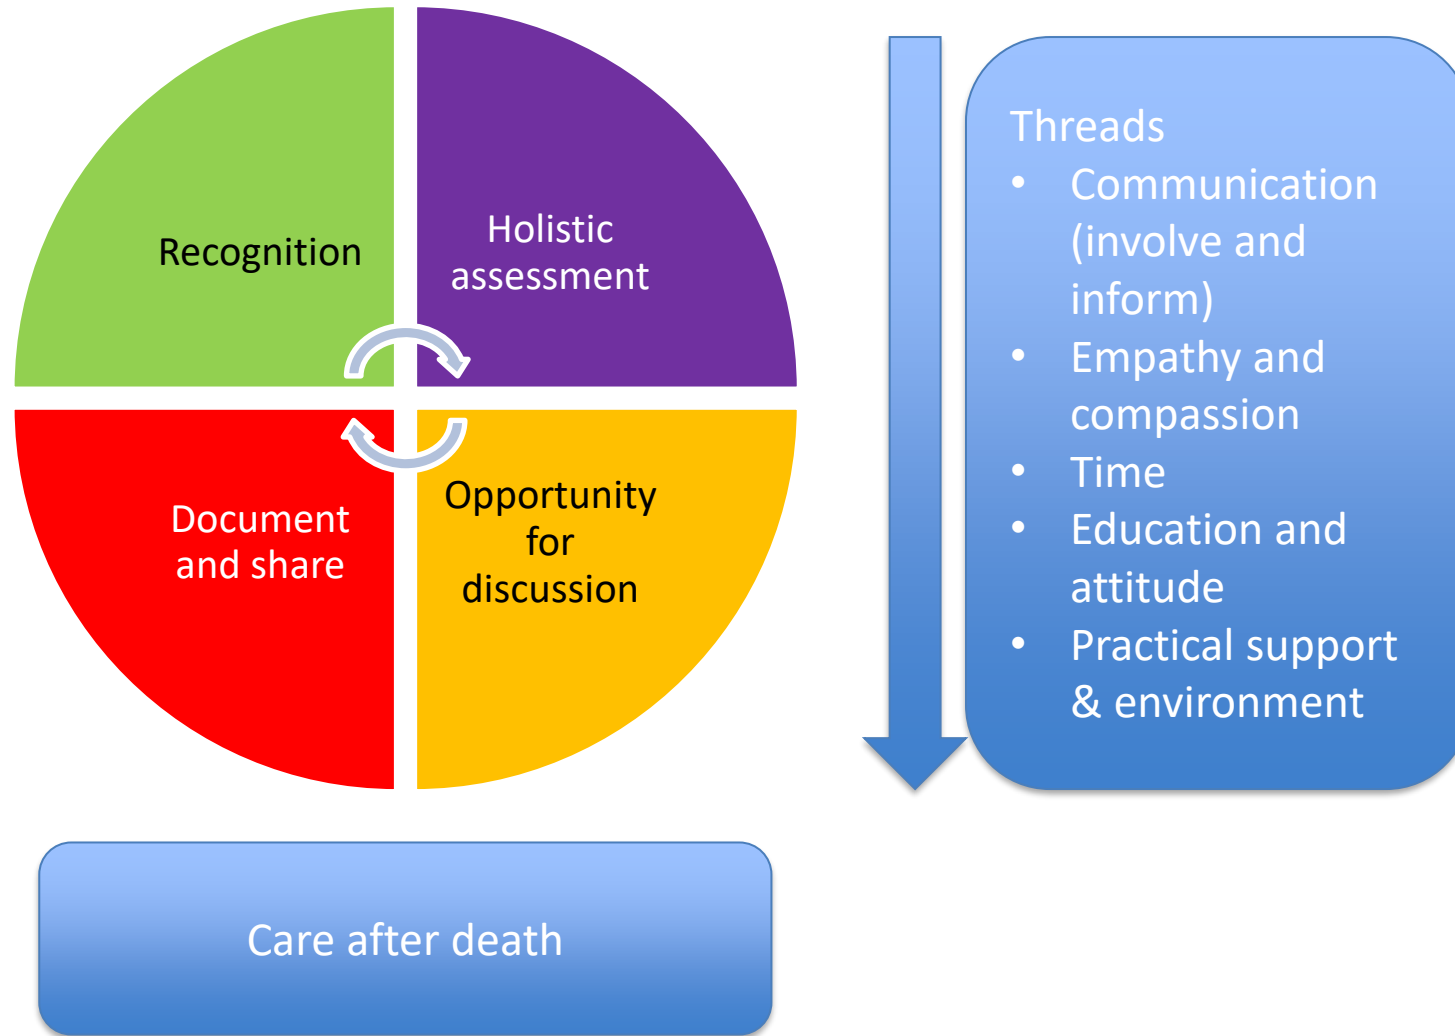 Recognition
Holistic
assessment
Document
and share
Opportunity
for
discussion
Care after death
Threads
• Communication
(involve and
inform)
• Empathy and
compassion
• Time
• Education and
attitude
• Practical support
& environment